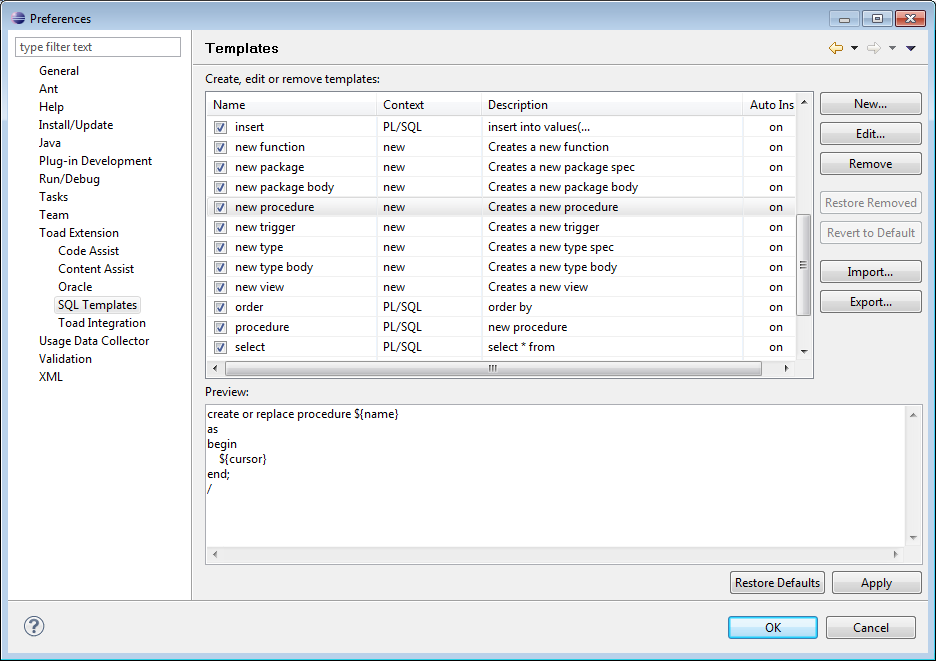 Preferences
type filter text
General
Ant
Help
Install/Update
Java
Plug-in Development
Run/Debug
Tasks
Team
Toad Extension
Code Assist
Content Assist
Oracle
SQL Templates
Toad Integration
Usage Data Collector
Validation
XML
Templates
Create, edit or remove templates:
Name Context Description Auto Ins
insert PL/SQL insert into values(... on
new function new Creates a new function on
new package new Creates a new package spec on
new package body new Creates a new package body on
new procedure new Creates a new procedure on
new trigger new Creates a new trigger on
new type new Creates a new type spec on
new type body new Creates a new type body on
new view new Creates a new view on
order PL/SQL order by on
procedure PL/SQL new procedure on
select PL/SQL select * from on
New...
Edit...
Remove
Restore Removed
Revert to Default
Import...
Export...
Preview:
create or replace procedure ${name}
as
begin
${cursor}
end;
/
Restore Defaults Apply
? OK Cancel